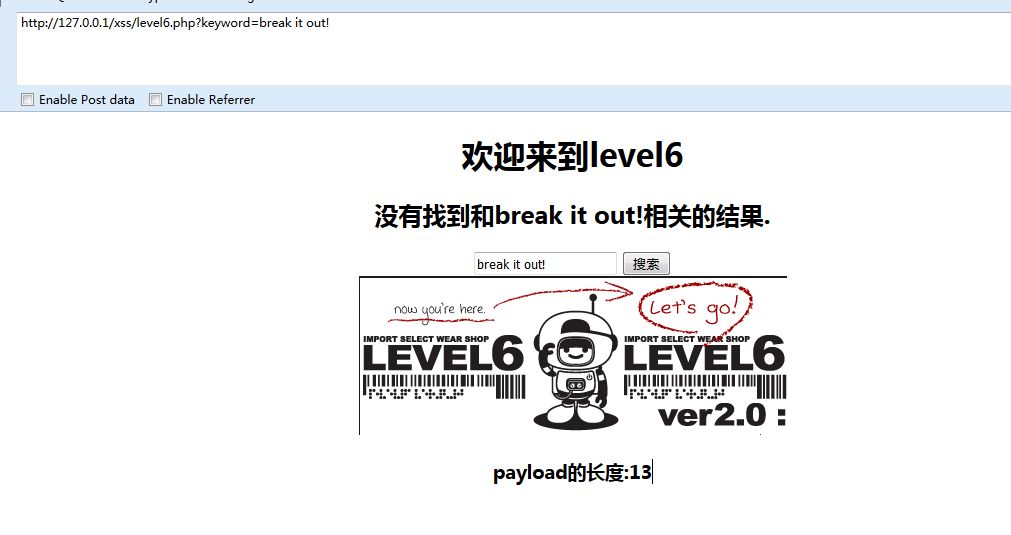 http://127.0.0.1/xss/level6.php?keyword=break it out!
Enable Post data Enable Referrer
欢迎来到level6
没有找到和break it out!相关的结果.
break it out! 搜索
now you're here. Let's go!
IMPORT SELECT WEAR SHOP IMPORT SELECT WEAR SHOP
LEVEL6 LEVEL6
ver2.0 :
payload的长度:13